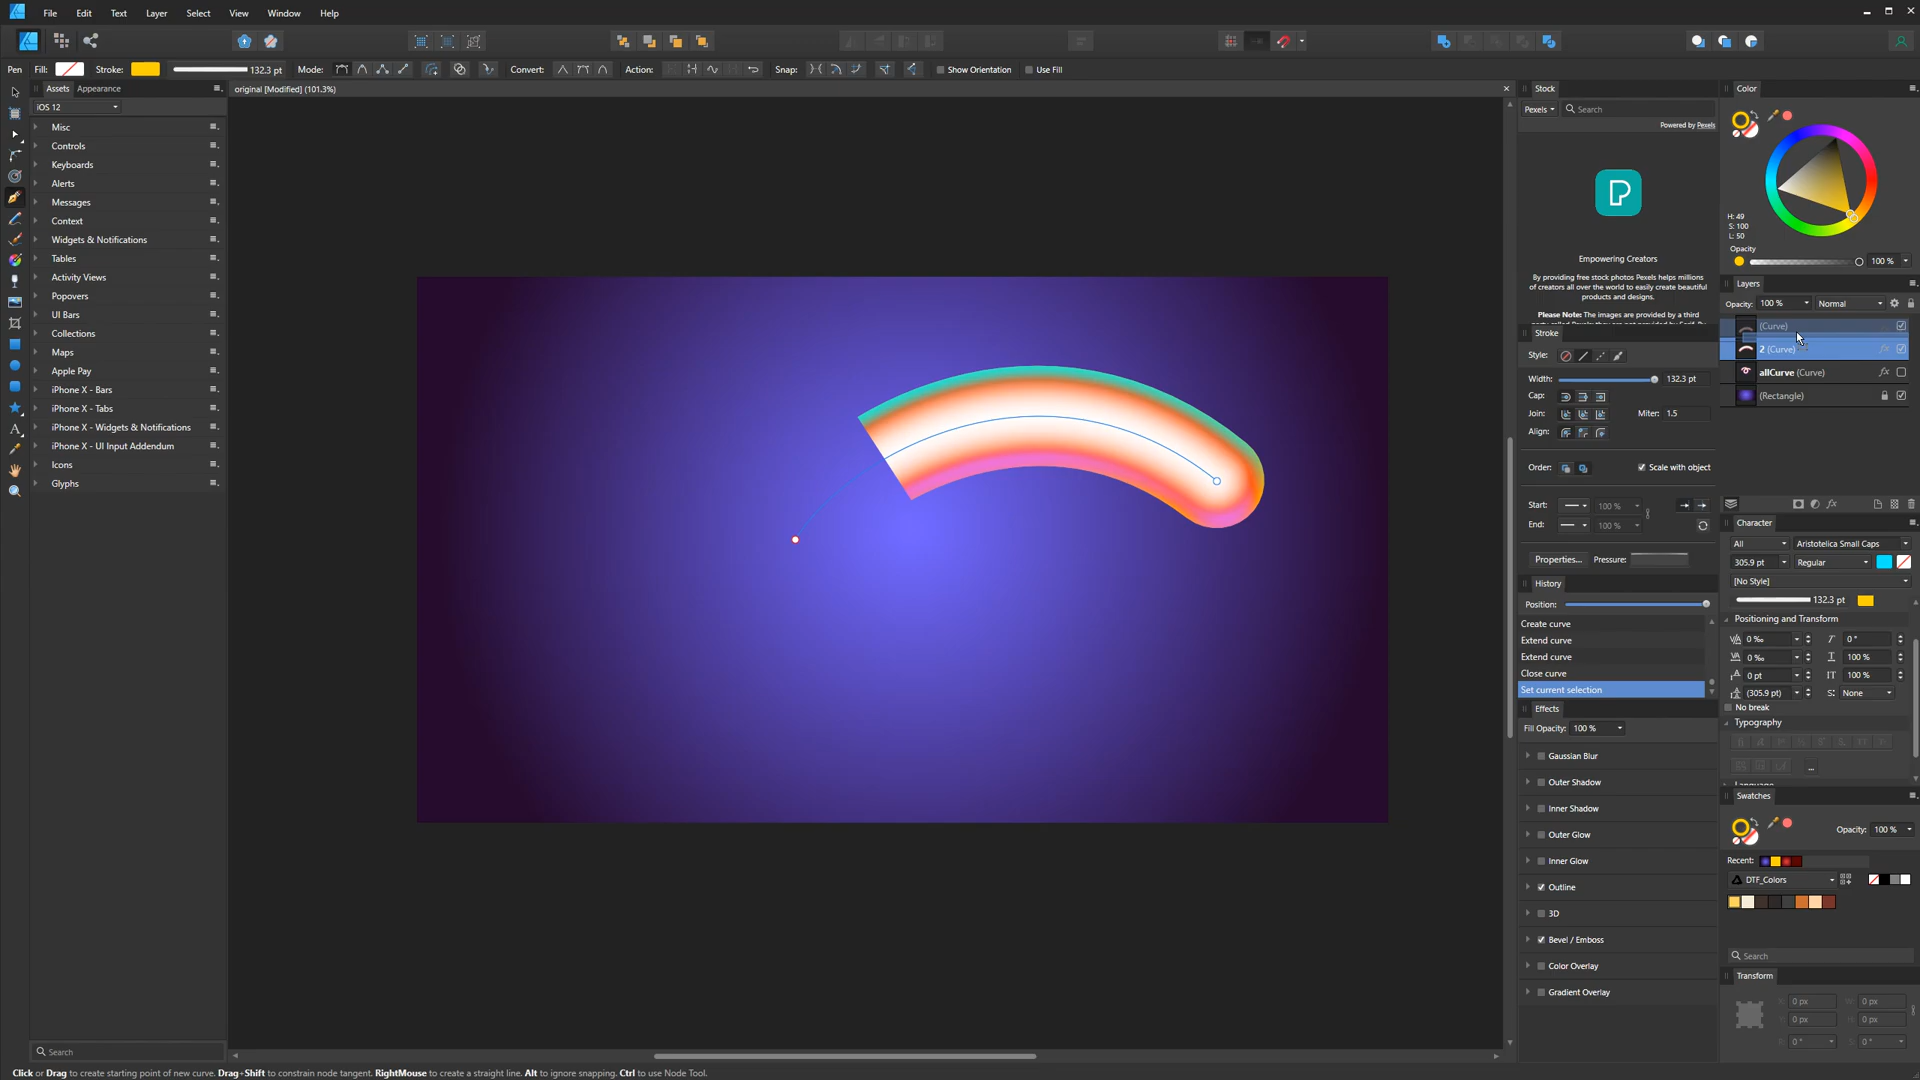 File Edit Text Layer Select View Window Help
Pen Fill: Stroke: 132.3 pt Mode: Convert: Action: Snap: Show Orientation Use Fill
Assets Appearance
iOS 12
Misc
Controls
Keyboards
Alerts
Messages
Context
Widgets & Notifications
Tables
Activity Views
Popovers
UI Bars
Collections
Maps
Apple Pay
iPhone X - Bars
iPhone X - Tabs
iPhone X - Widgets & Notifications
iPhone X - UI Input Addendum
Icons
Glyphs
Search
original [Modified] (101.3%)
Stock
Pexels Search
Powered by Pexels
Empowering Creators
By providing free stock photos Pexels helps millions
of creators all over the world to easily create beautiful
products and designs.
Please Note: The images are provided by a third
Stroke
Style:
Width: 132.3 pt
Cap:
Join: Miter: 1.5
Align:
Order: Scale with object
Start: 100 %
End: 100 %
Properties... Pressure:
History
Position:
Create curve
Extend curve
Extend curve
Close curve
Set current selection
Effects
Fill Opacity: 100 %
Gaussian Blur
Outer Shadow
Inner Shadow
Outer Glow
Inner Glow
Outline
3D
Bevel / Emboss
Color Overlay
Gradient Overlay
Color
H: 49
S: 100
L: 50
Opacity
100 %
Layers
Opacity: 100 % Normal
(Curve)
2 (Curve)
allCurve (Curve)
(Rectangle)
Character
All Aristotelica Small Caps
305.9 pt Regular
[No Style]
132.3 pt
Positioning and Transform
0 ‰ 0 °
0 ‰ 100 %
0 pt 100 %
(305.9 pt) S: None
No break
Typography
...
Swatches
Opacity: 100 %
Recent:
DTF_Colors
Search
Transform
0 px 0 px
0 px 0 px
0 ° 0 °
Click or Drag to create starting point of new curve. Drag+Shift to constrain node tangent. RightMouse to create a straight line. Alt to ignore snapping. Ctrl to use Node Tool.